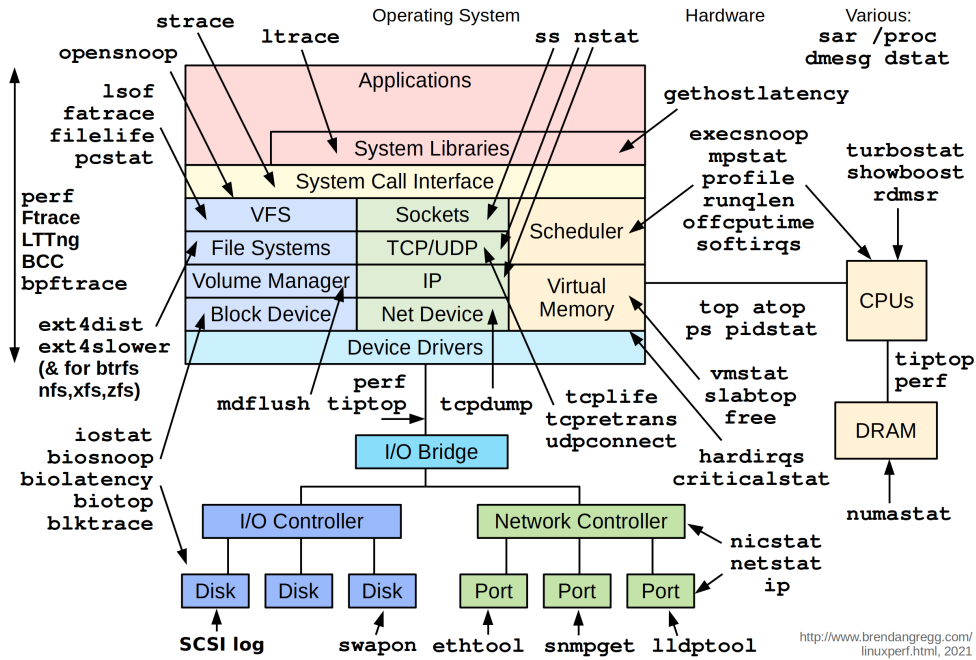 Operating System
Hardware
Various:
sar /proc
dmesg dstat
strace
ltrace
ss nstat
opensnoop
lsof
fatrace
filelife
pcstat
perf
Ftrace
LTTng
BCC
bpftrace
ext4dist
ext4slower
(& for btrfs
nfs,xfs,zfs)
Applications
System Libraries
System Call Interface
VFS
Sockets
Scheduler
File Systems
TCP/UDP
Volume Manager
IP
Virtual
Memory
Block Device
Net Device
Device Drivers
gethostlatency
execsnoop
mpstat
profile
runqlen
offcputime
softirqs
turbostat
showboost
rdmsr
CPUs
top atop
ps pidstat
tiptop
perf
DRAM
numastat
vmstat
slabtop
free
hardirqs
criticalstat
mdflush
perf
tiptop
tcpdump
tcplife
tcpretrans
udpconnect
iostat
biosnoop
biolatency
biotop
blktrace
I/O Bridge
I/O Controller
Network Controller
nicstat
netstat
ip
Disk
Disk
Disk
Port
Port
Port
SCSI log
swapon
ethtool
snmpget
lldptool
http://www.brendangregg.com/
linuxperf.html, 2021